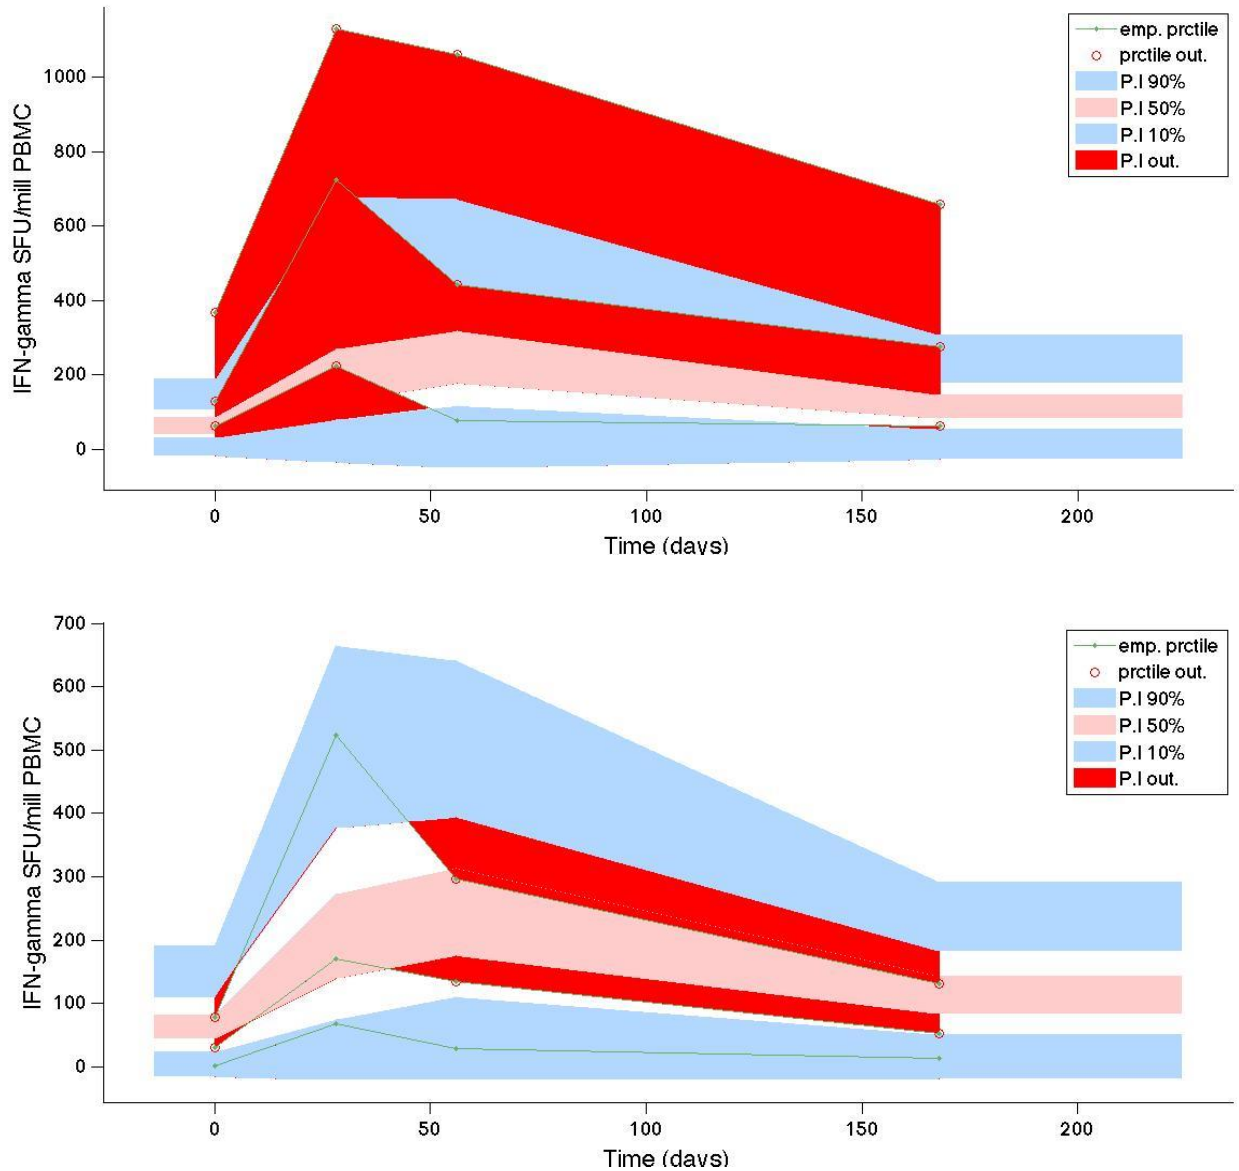 emp. prctile
prctile out.
P.I 90%
P.I 50%
P.I 10%
P.I out.
IFN-gamma SFU/mill PBMC
1000
800
600
400
200
0
0 50 100 150 200
Time (days)
emp. prctile
prctile out.
P.I 90%
P.I 50%
P.I 10%
P.I out.
IFN-gamma SFU/mill PBMC
700
600
500
400
300
200
100
0
0 50 100 150 200
Time (days)